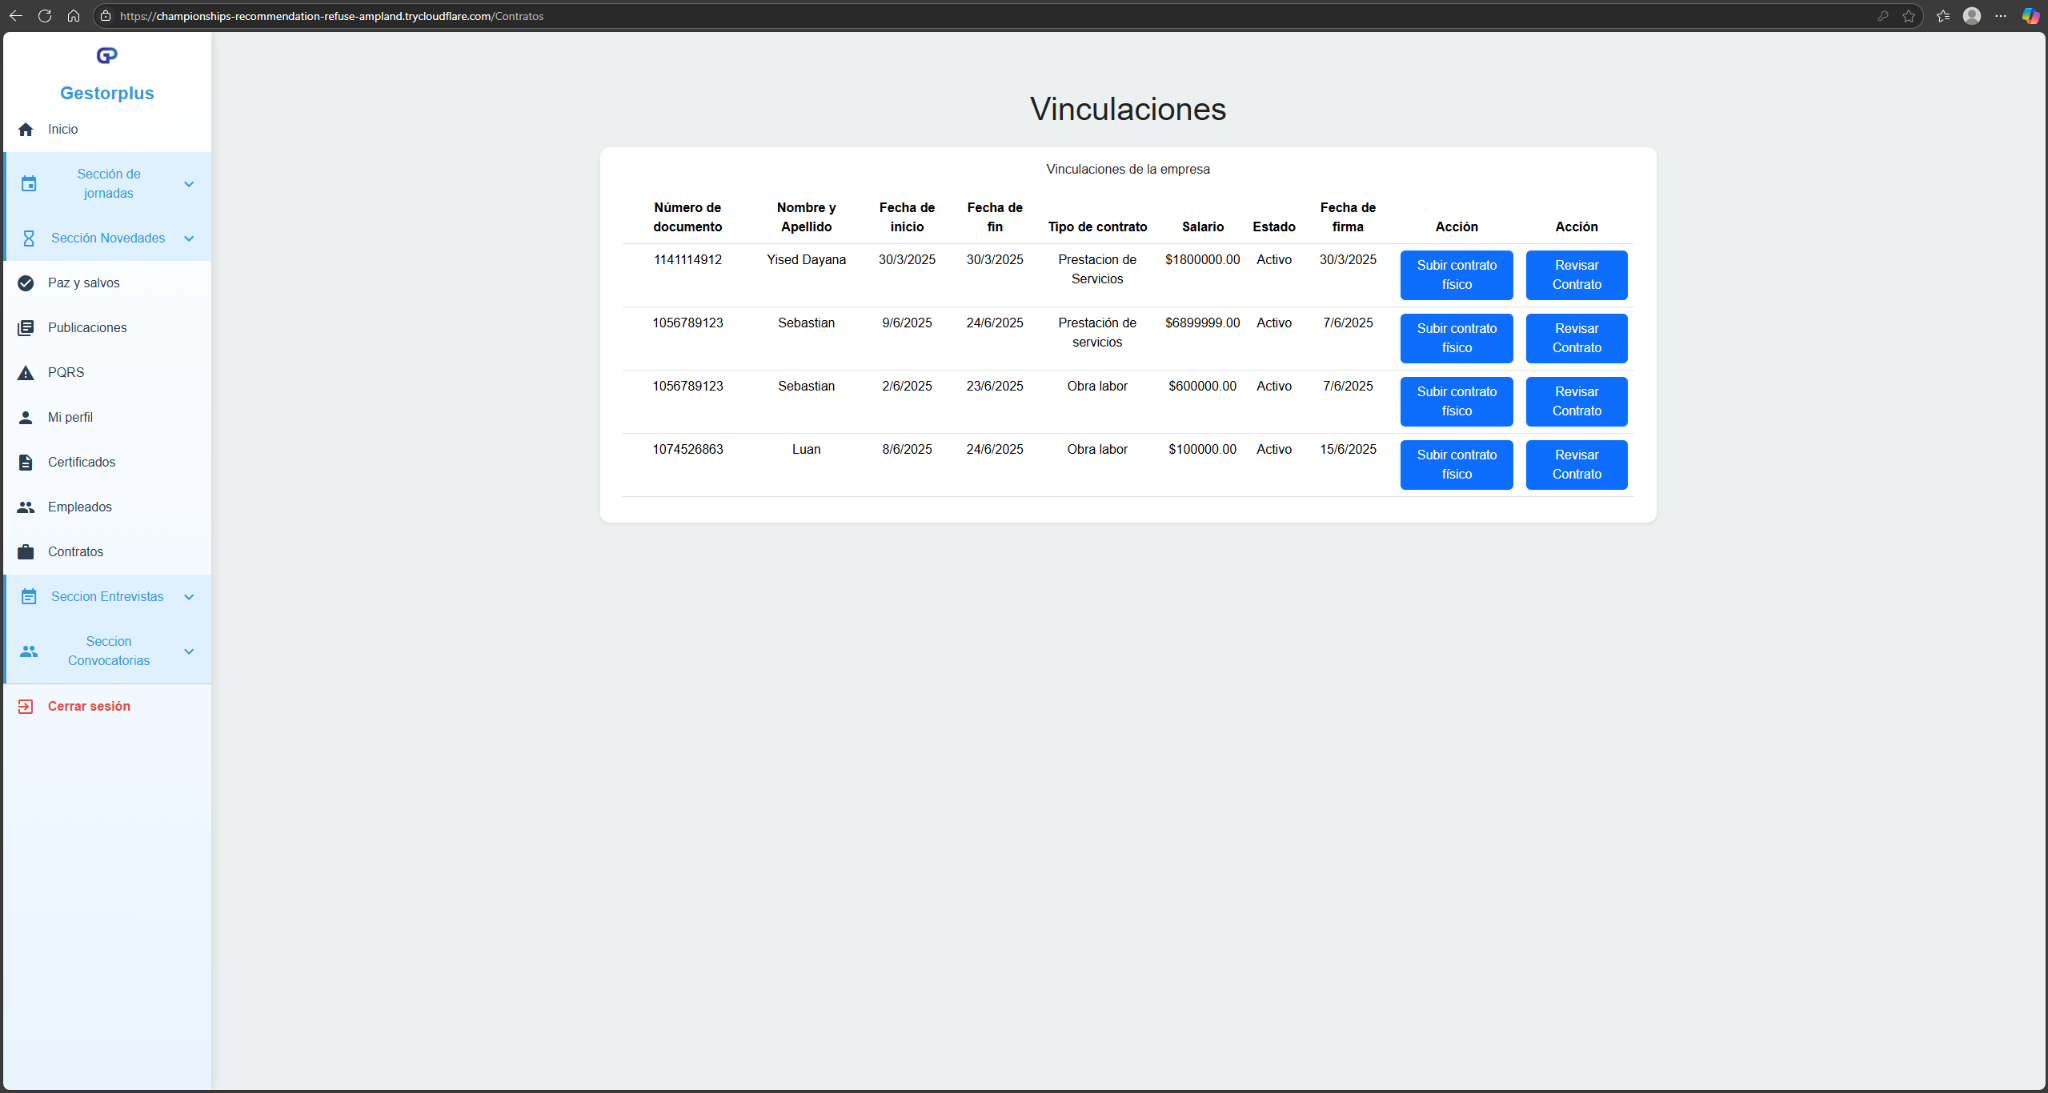 https://championships-recommendation-refuse-ampland.trycloudflare.com/Contratos
GP
Gestorplus
Inicio
Sección de
jornadas
Sección Novedades
Paz y salvos
Publicaciones
PQRS
Mi perfil
Certificados
Empleados
Contratos
Seccion Entrevistas
Seccion
Convocatorias
Cerrar sesión
Vinculaciones
Vinculaciones de la empresa
Número de documento Nombre y Apellido Fecha de inicio Fecha de fin Tipo de contrato Salario Estado Fecha de firma Acción Acción
1141114912 Yised Dayana 30/3/2025 30/3/2025 Prestacion de Servicios $1800000.00 Activo 30/3/2025 Subir contrato físico Revisar Contrato
1056789123 Sebastian 9/6/2025 24/6/2025 Prestación de servicios $6899999.00 Activo 7/6/2025 Subir contrato físico Revisar Contrato
1056789123 Sebastian 2/6/2025 23/6/2025 Obra labor $600000.00 Activo 7/6/2025 Subir contrato físico Revisar Contrato
1074526863 Luan 8/6/2025 24/6/2025 Obra labor $100000.00 Activo 15/6/2025 Subir contrato físico Revisar Contrato